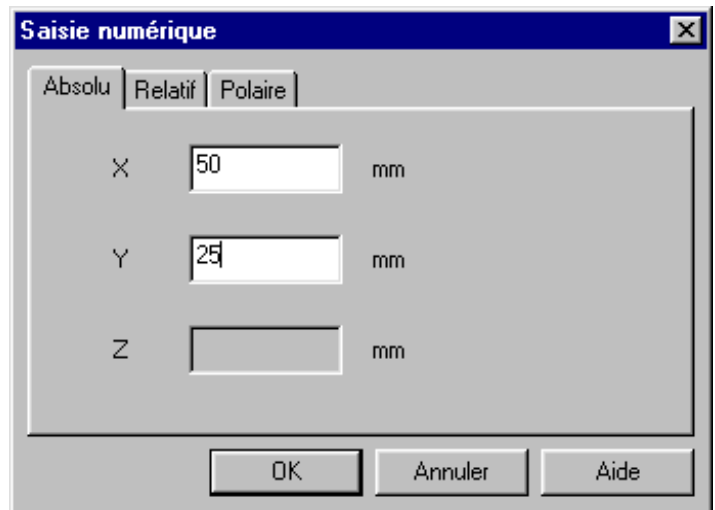 Saisie numérique
Absolu Relatif Polaire
X 50 mm
Y 25 mm
Z mm
OK Annuler Aide